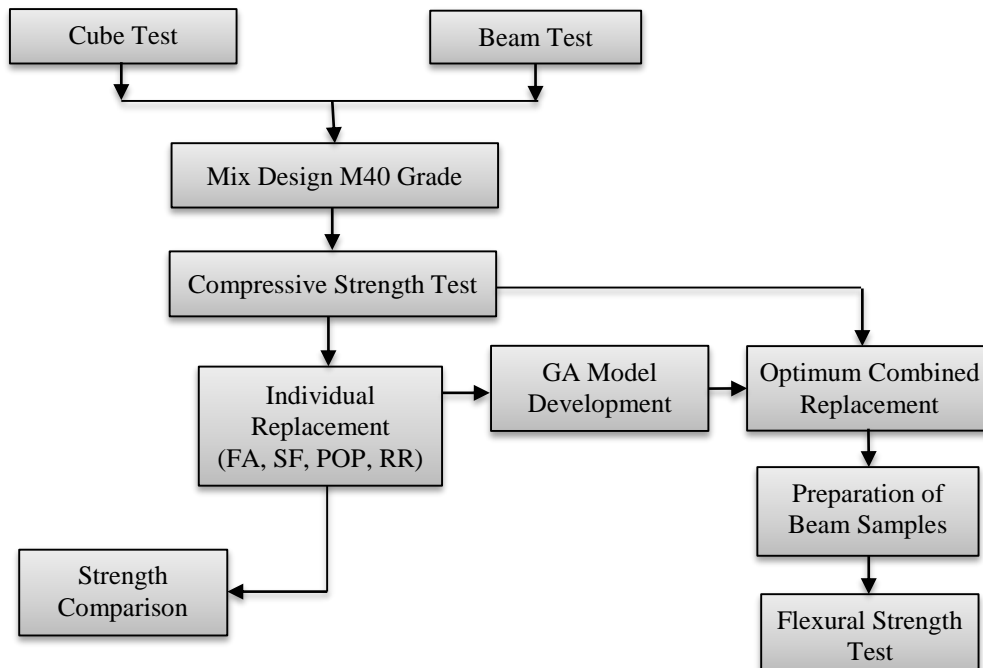 Cube Test
Beam Test
Mix Design M40 Grade
Compressive Strength Test
Individual
Replacement
(FA, SF, POP, RR)
GA Model
Development
Optimum Combined
Replacement
Preparation of
Beam Samples
Strength
Comparison
Flexural Strength
Test